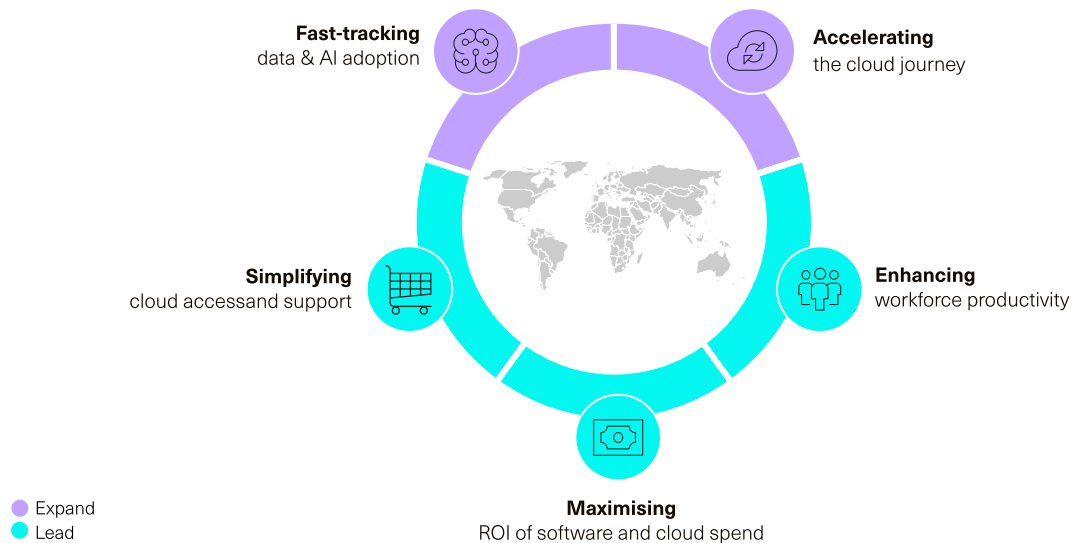 Fast-tracking
data & AI adoption
Accelerating
the cloud journey
Simplifying
cloud accessand support
Enhancing
workforce productivity
Maximising
ROI of software and cloud spend
Expand
Lead